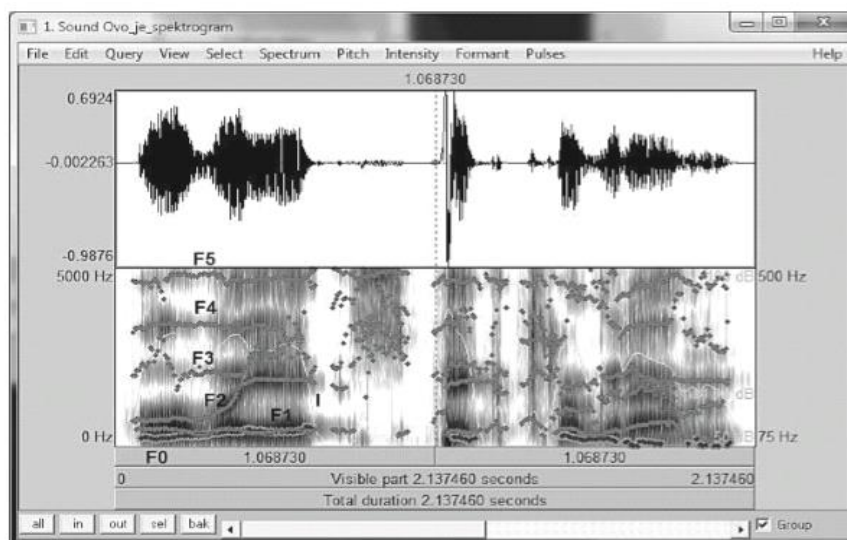 1. Sound Ovo_je_spektrogram
File Edit Query View Select Spectrum Pitch Intensity Formant Pulses Help
1.068730
0.6924
-0.002263
-0.9876
F5
5000 Hz dB 500 Hz
F4
F3
dB
F2 F1 I
0 Hz dB 75 Hz
F0 1.068730 1.068730
0 Visible part 2.137460 seconds 2.137460
Total duration 2.137460 seconds
all in out sel bak Group